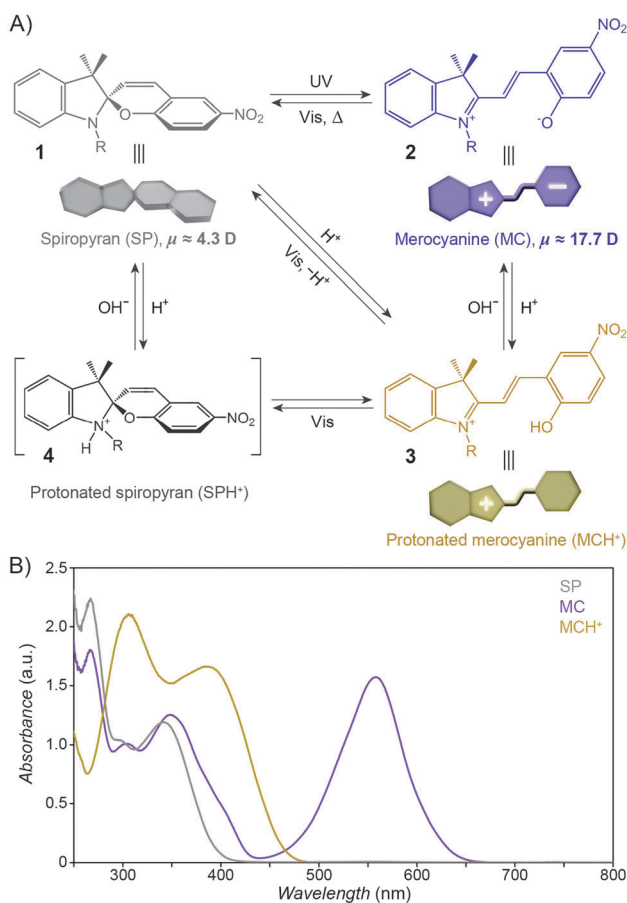 A)
UV
Vis, Δ
NO₂
N
O
R
1
NO₂
N⁺
⁻O
R
2
+
−
Spiropyran (SP), μ ≈ 4.3 D
Merocyanine (MC), μ ≈ 17.7 D
H⁺
Vis, −H⁺
OH⁻
H⁺
OH⁻
H⁺
N⁺
H
R
O
NO₂
4
Vis
NO₂
N⁺
HO
R
3
Protonated spiropyran (SPH⁺)
+
Protonated merocyanine (MCH⁺)
B)
2.5
2.0
1.5
1.0
0.5
0
Absorbance (a.u.)
SP
MC
MCH⁺
300
400
500
600
700
800
Wavelength (nm)